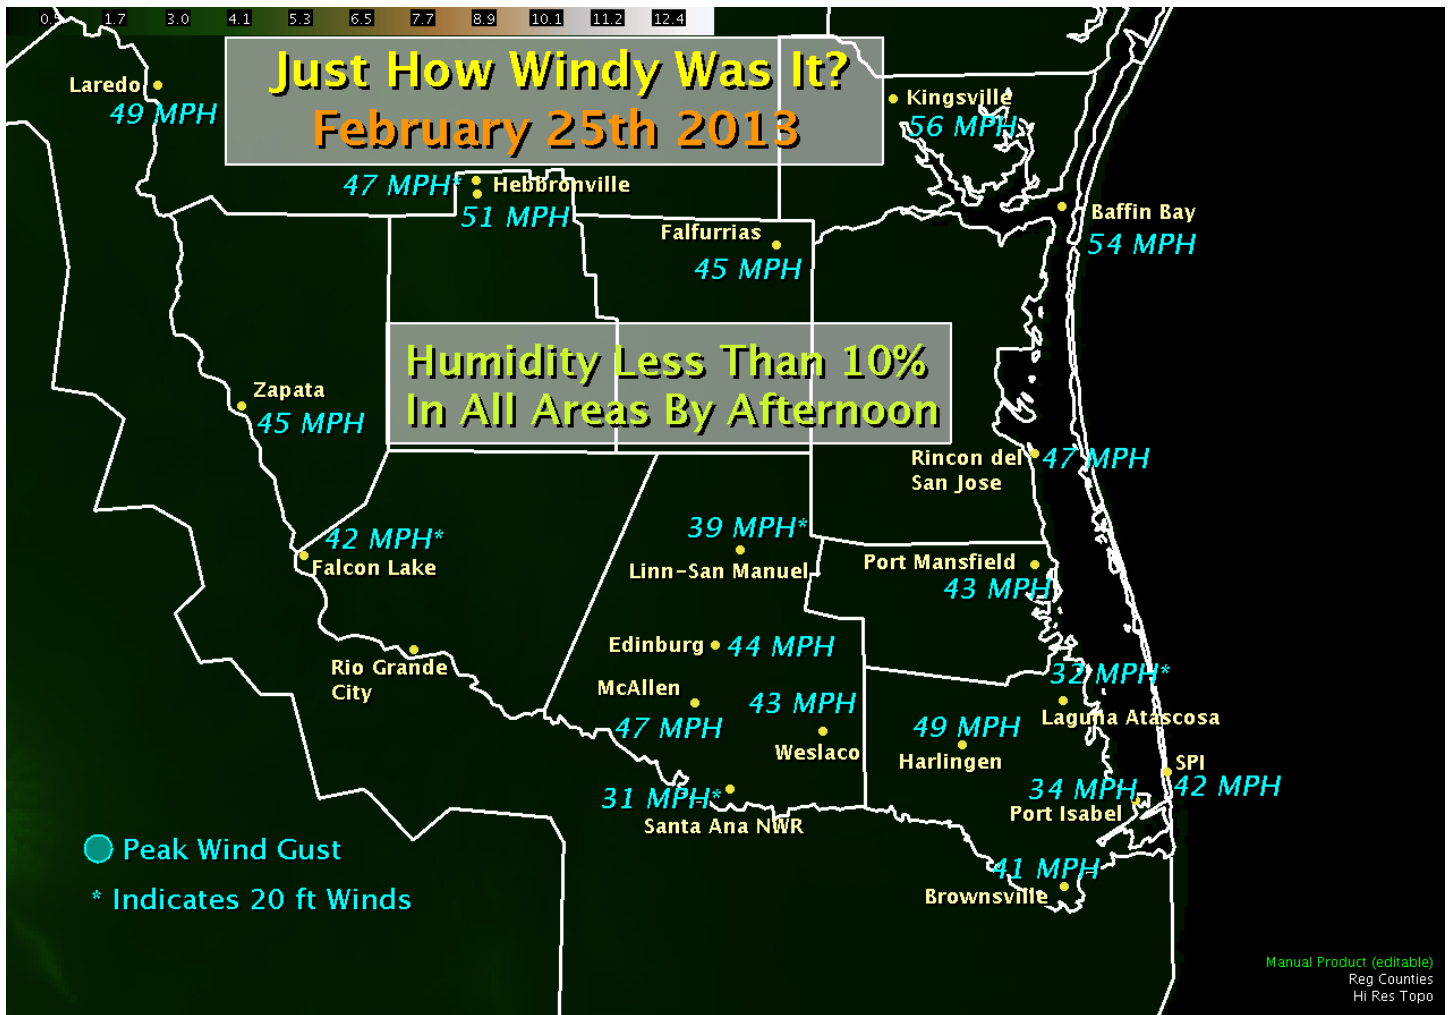 0.5 1.7 3.0 4.1 5.3 6.5 7.7 8.9 10.1 11.2 12.4
Just How Windy Was It?
February 25th 2013
Laredo
49 MPH
Kingsville
56 MPH
47 MPH*
Hebbronville
51 MPH
Baffin Bay
54 MPH
Falfurrias
45 MPH
Humidity Less Than 10%
In All Areas By Afternoon
Zapata
45 MPH
Rincon del
San Jose
47 MPH
42 MPH*
Falcon Lake
39 MPH*
Linn-San Manuel
Port Mansfield
43 MPH
Edinburg
44 MPH
Rio Grande
City
McAllen
47 MPH
43 MPH
Weslaco
32 MPH*
Laguna Atascosa
49 MPH
Harlingen
SPI
42 MPH
34 MPH
Port Isabel
31 MPH*
Santa Ana NWR
41 MPH
Brownsville
Peak Wind Gust
* Indicates 20 ft Winds
Manual Product (editable)
Reg Counties
Hi Res Topo